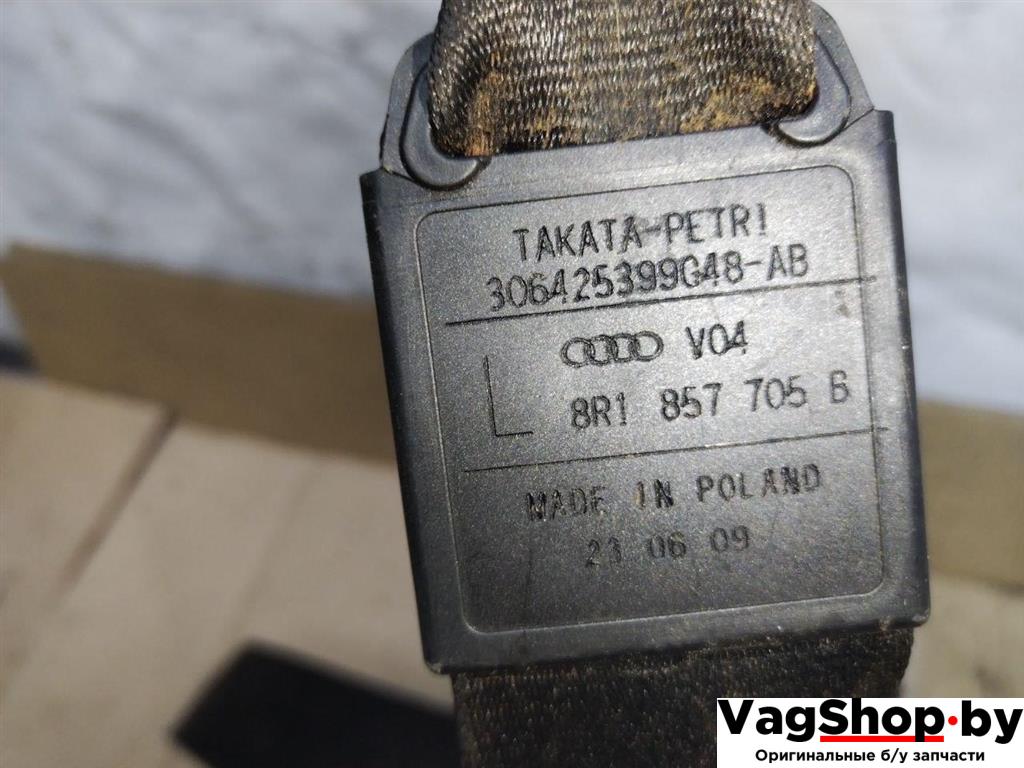 TAKATA-PETRI
306425399G48-AB
V04
L 8R1 857 705 B
MADE IN POLAND
23 06 09
VagShop.by
Оригинальные б/у запчасти